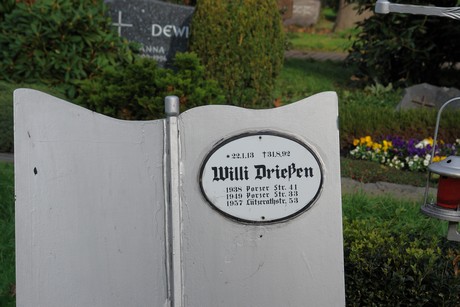 DEWI
ANNA
* 22.1.13 †31.8.92
Willi Drießen
1938 Porzer Str. 41
1949 Porzer Str. 33
1957 Lützerathstr. 53